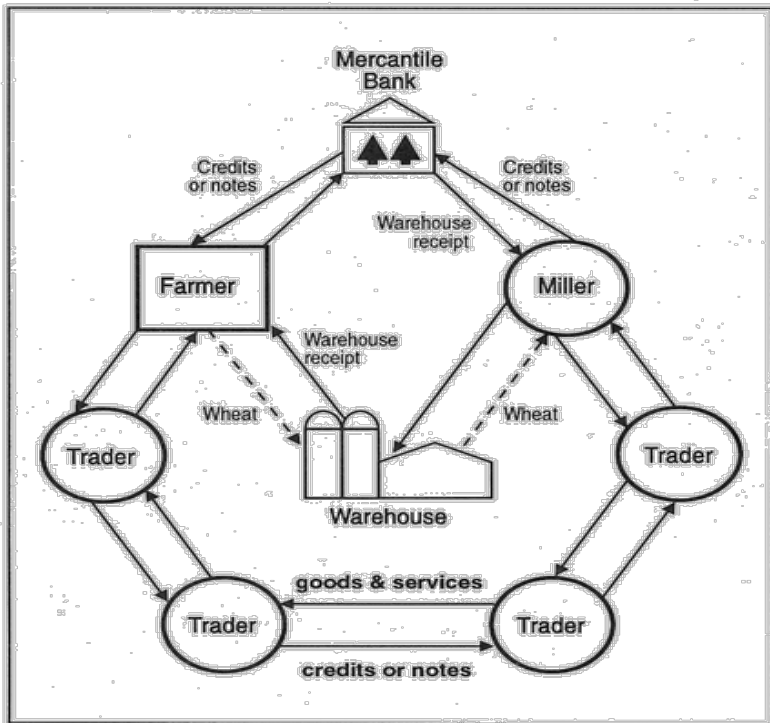 Mercantile
Bank
Credits
or notes
Credits
or notes
Warehouse
receipt
Farmer
Miller
Warehouse
receipt
Wheat
Wheat
Trader
Trader
Warehouse
goods & services
Trader
Trader
credits or notes